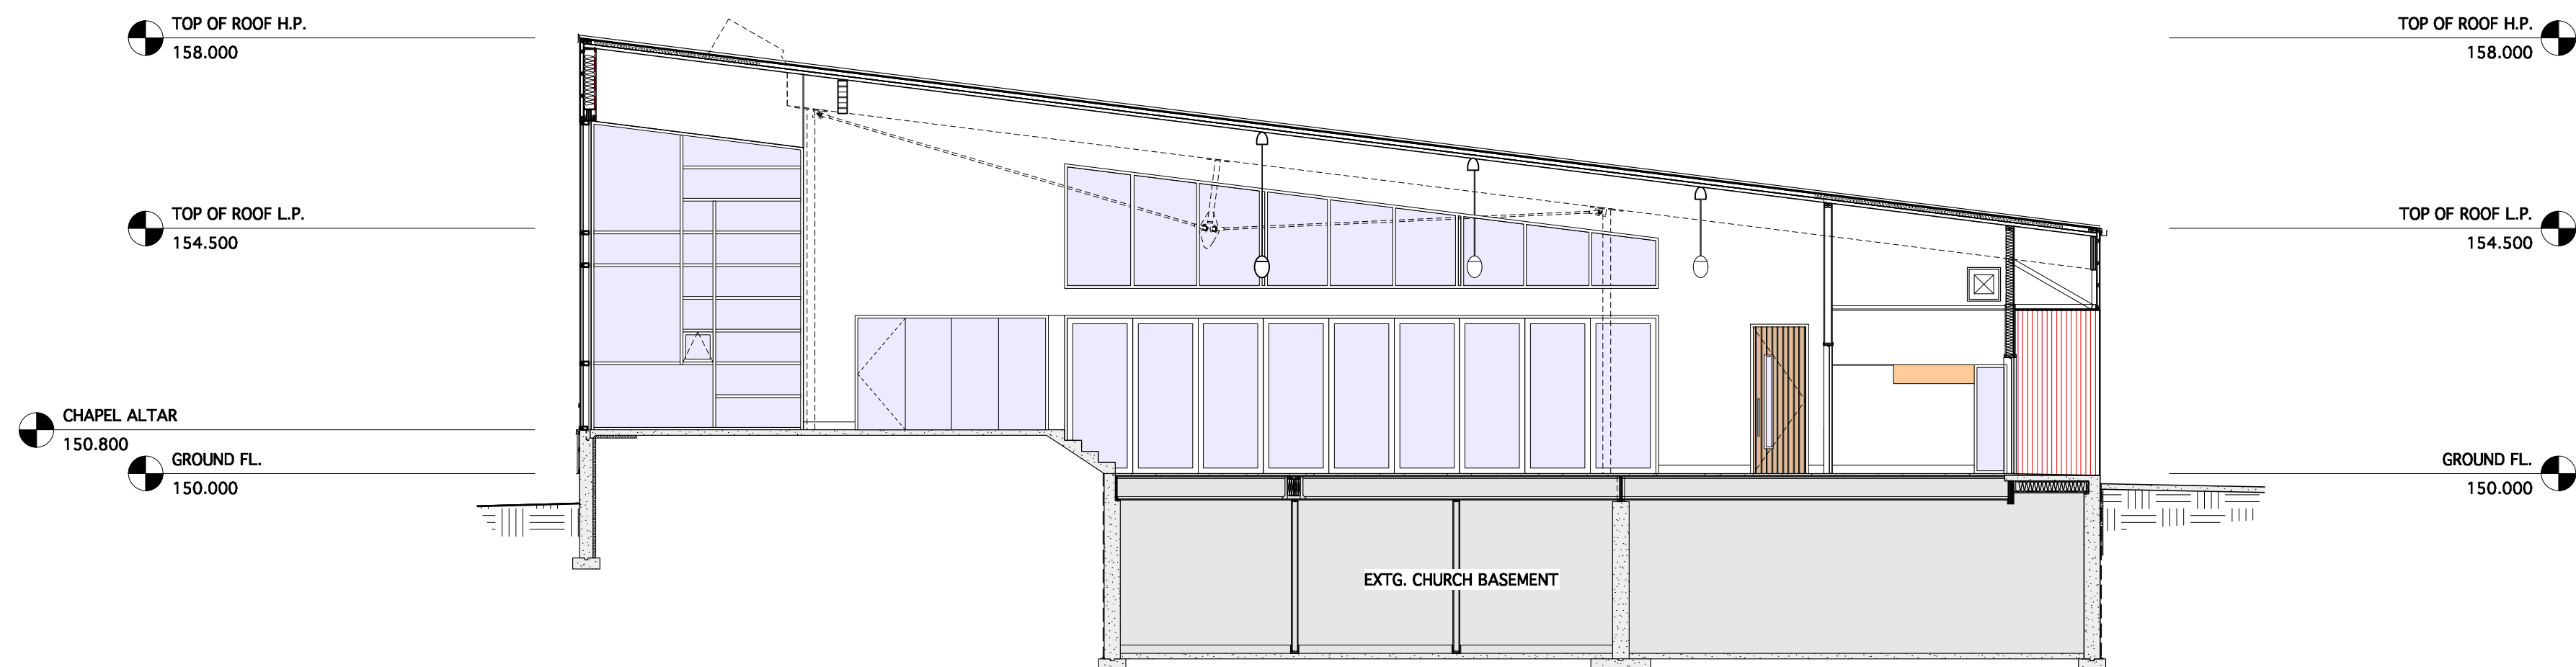 TOP OF ROOF H.P.
158.000
TOP OF ROOF H.P.
158.000
TOP OF ROOF L.P.
154.500
TOP OF ROOF L.P.
154.500
CHAPEL ALTAR
150.800
GROUND FL.
150.000
GROUND FL.
150.000
EXTG. CHURCH BASEMENT